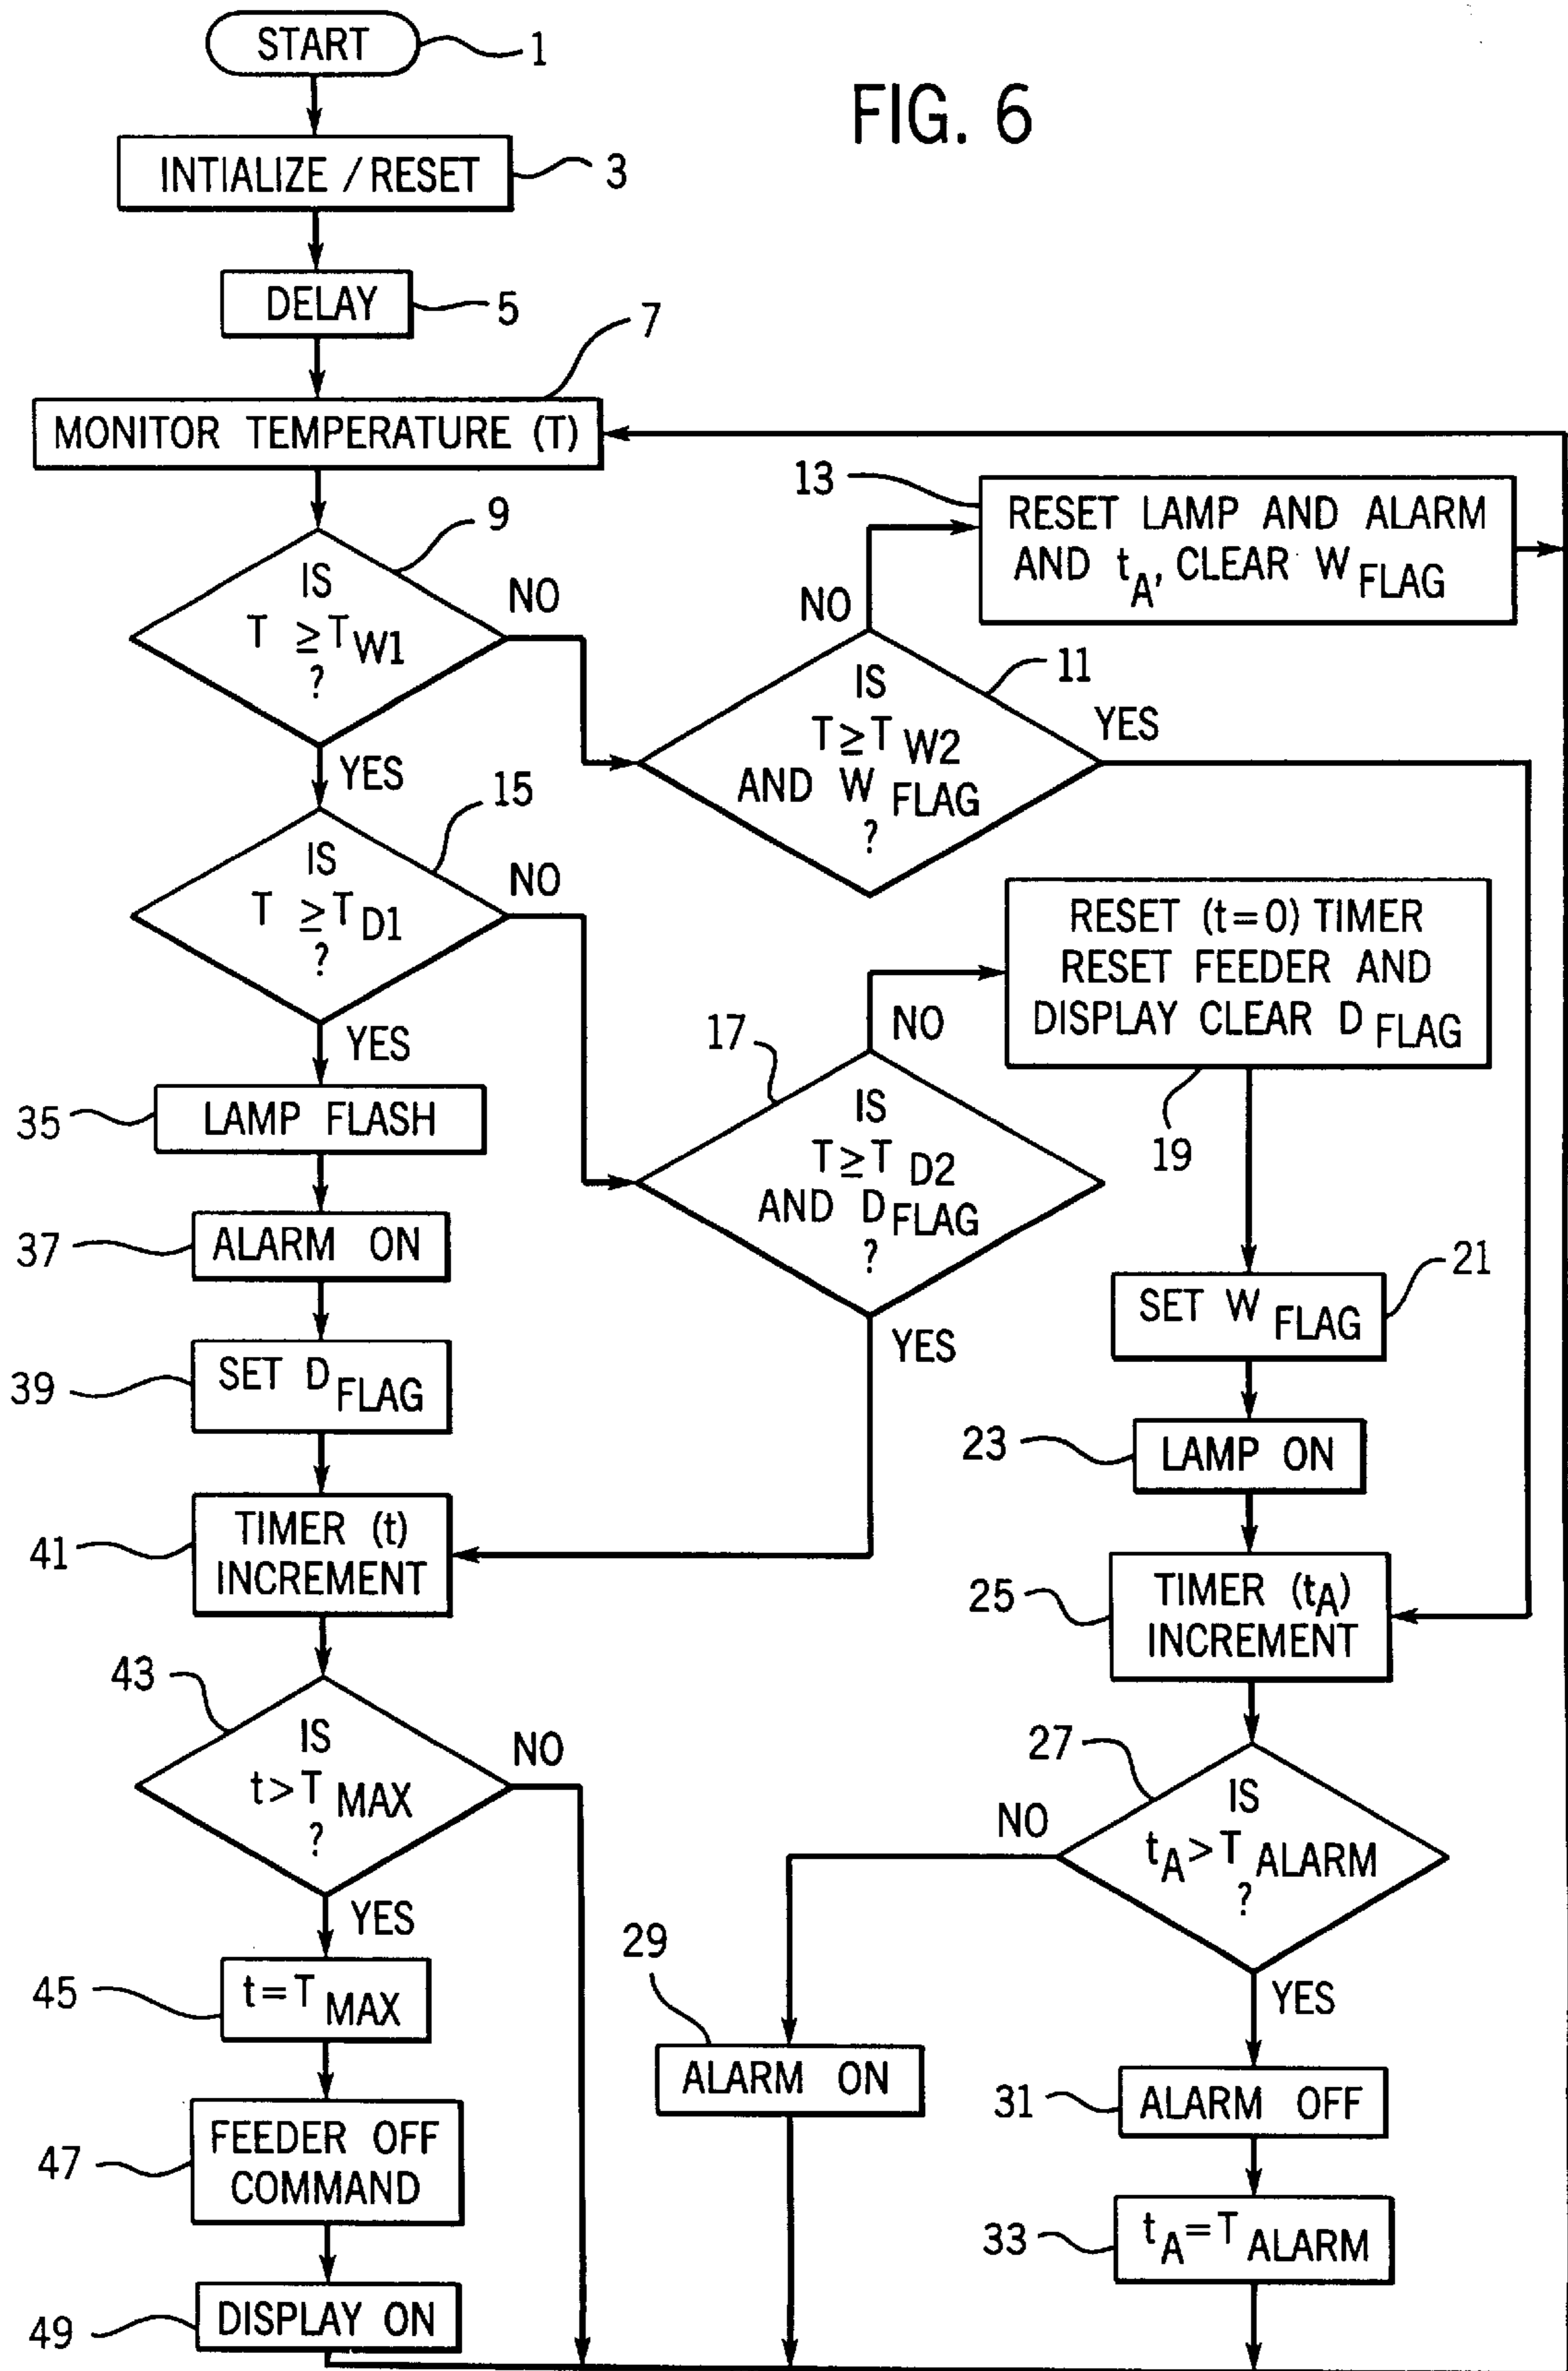 FIG. 6
START
1
INTIALIZE / RESET
3
DELAY
5
7
MONITOR TEMPERATURE (T)
9
IS
T ≥ TW1
?
NO
YES
11
IS
T ≥ T W2
AND W FLAG
?
NO
YES
13
RESET LAMP AND ALARM
AND tA, CLEAR W FLAG
15
IS
T ≥ TD1
?
NO
YES
17
IS
T ≥ T D2
AND D FLAG
?
NO
YES
RESET (t=0) TIMER
RESET FEEDER AND
DISPLAY CLEAR D FLAG
19
SET W FLAG
21
23
LAMP ON
25
TIMER (tA)
INCREMENT
27
IS
tA > T ALARM
?
NO
YES
29
ALARM ON
31
ALARM OFF
33
tA = T ALARM
35
LAMP FLASH
37
ALARM ON
39
SET D FLAG
41
TIMER (t)
INCREMENT
43
IS
t > T MAX
?
NO
YES
45
t = T MAX
47
FEEDER OFF
COMMAND
49
DISPLAY ON